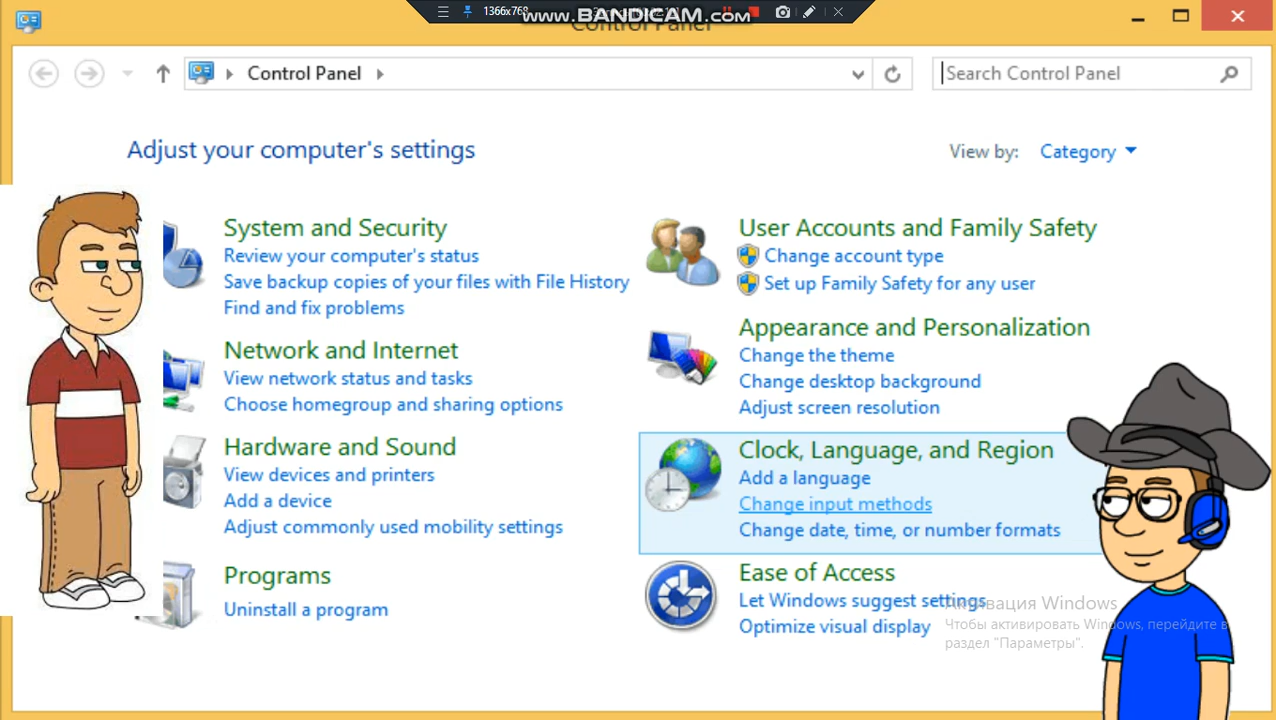 1366x768
www.BANDICAM.com
Control Panel
Control Panel
Search Control Panel
Adjust your computer's settings
View by: Category
System and Security
Review your computer's status
Save backup copies of your files with File History
Find and fix problems
Network and Internet
View network status and tasks
Choose homegroup and sharing options
Hardware and Sound
View devices and printers
Add a device
Adjust commonly used mobility settings
Programs
Uninstall a program
User Accounts and Family Safety
Change account type
Set up Family Safety for any user
Appearance and Personalization
Change the theme
Change desktop background
Adjust screen resolution
Clock, Language, and Region
Add a language
Change input methods
Change date, time, or number formats
Ease of Access
Let Windows suggest settings
Optimize visual display
Активация Windows
Чтобы активировать Windows, перейдите в
раздел "Параметры".